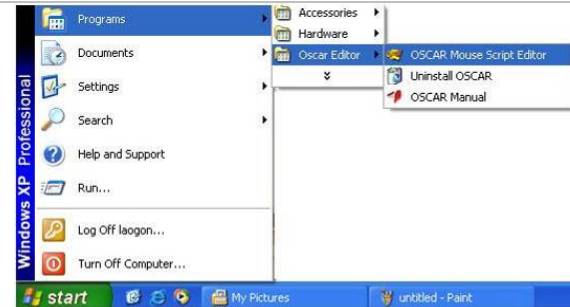 Programs
Documents
Settings
Search
Help and Support
Run...
Log Off laogon...
Turn Off Computer...
Windows XP Professional
Accessories
Hardware
Oscar Editor
OSCAR Mouse Script Editor
Uninstall OSCAR
OSCAR Manual
start
My Pictures
untitled - Paint